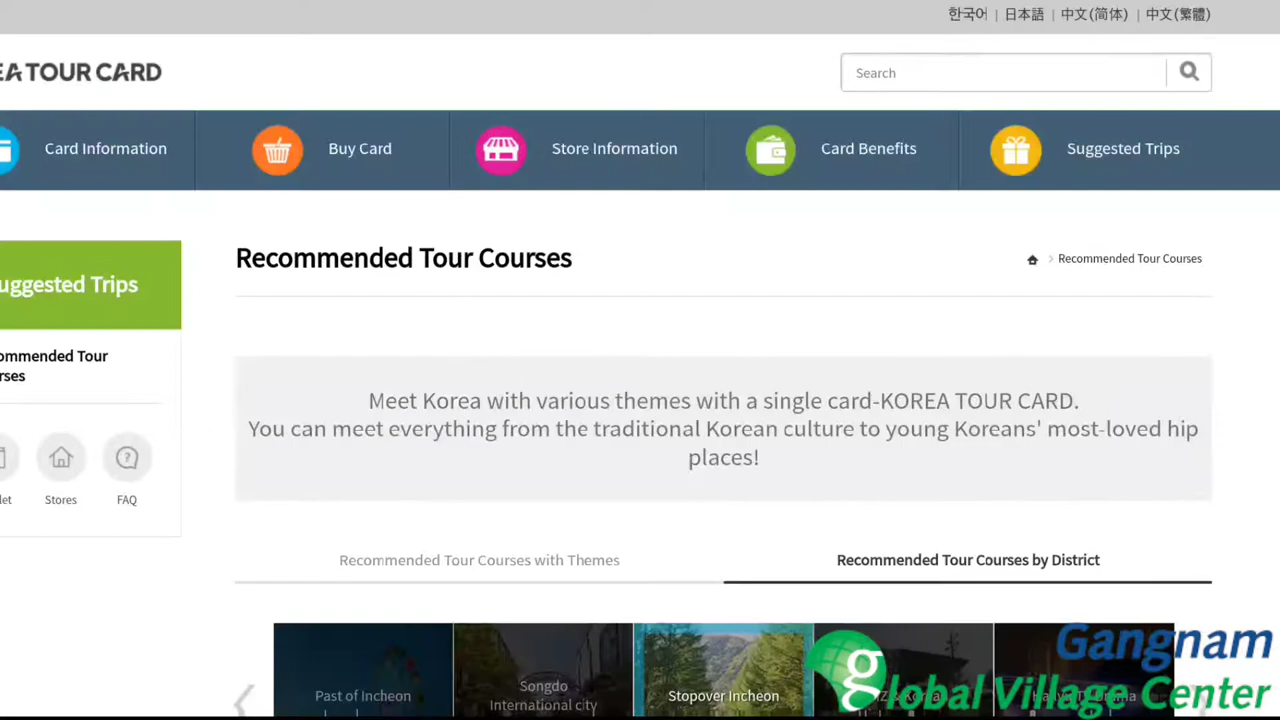 한국어 | 日本語 | 中文(简体) | 中文(繁體)
EA TOUR CARD
Search
Card Information
Buy Card
Store Information
Card Benefits
Suggested Trips
uggested Trips
Recommended Tour Courses
Recommended Tour Courses
ommended Tour
rses
Meet Korea with various themes with a single card-KOREA TOUR CARD.
You can meet everything from the traditional Korean culture to young Koreans' most-loved hip
places!
let
Stores
FAQ
Recommended Tour Courses with Themes
Recommended Tour Courses by District
Past of Incheon
Songdo
International city
Stopover Incheon
Gangnam
Global Village Center